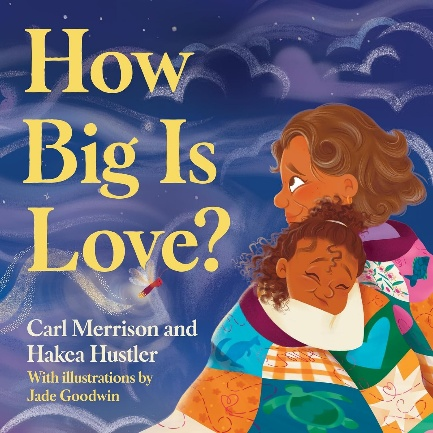 How
Big Is
Love?
Carl Merrison and
Hakea Hustler
With illustrations by
Jade Goodwin